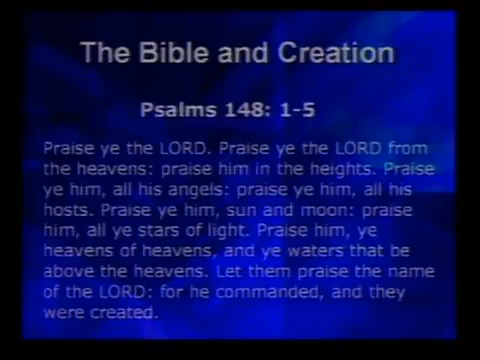 The Bible and Creation
Psalms 148: 1-5
Praise ye the LORD. Praise ye the LORD from
the heavens: praise him in the heights. Praise
ye him, all his angels: praise ye him, all his
hosts. Praise ye him, sun and moon: praise
him, all ye stars of light. Praise him, ye
heavens of heavens, and ye waters that be
above the heavens. Let them praise the name
of the LORD: for he commanded, and they
were created.